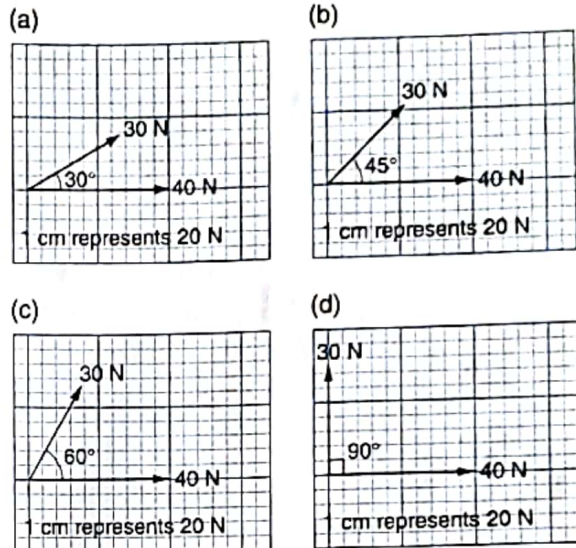 (a)
(b)
30 N
30°
40 N
1 cm represents 20 N
30 N
45°
40 N
1 cm represents 20 N
(c)
(d)
30 N
60°
40 N
1 cm represents 20 N
30 N
90°
40 N
1 cm represents 20 N